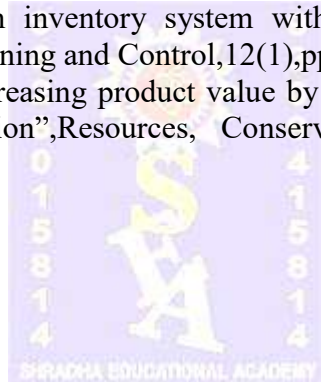 n inventory system with
ning and Control,12(1),pp
reasing product value by
ion”,Resources, Conserv
0 4
1 1
5 S 5
8 F 8
1 A 1
4 4
SHRADHA EDUCATIONAL ACADEMY